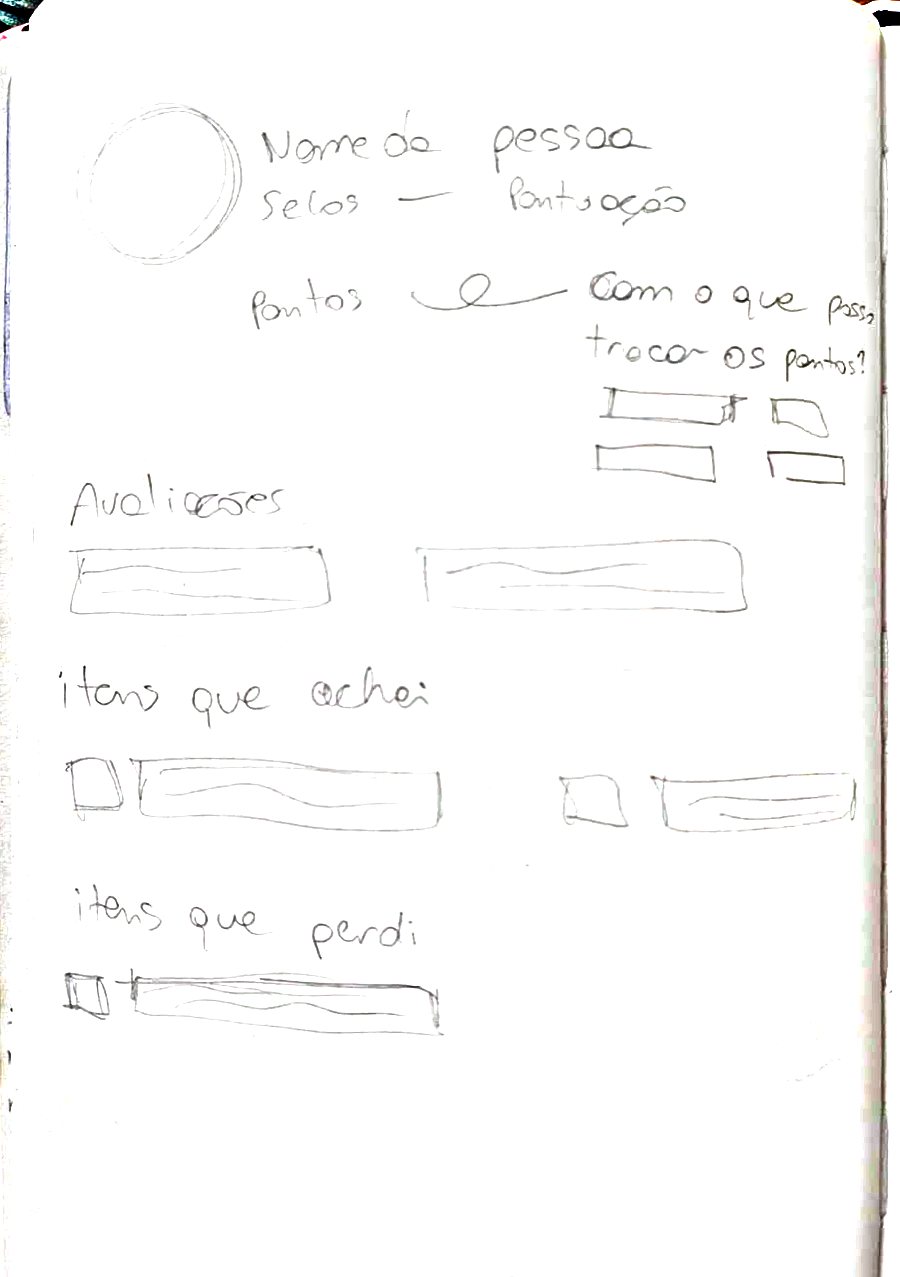 Nome da pessoa
Selos — Pontuação
Pontos
Com o que posso
trocar os pontos?
Avaliações
itens que achei
itens que perdi